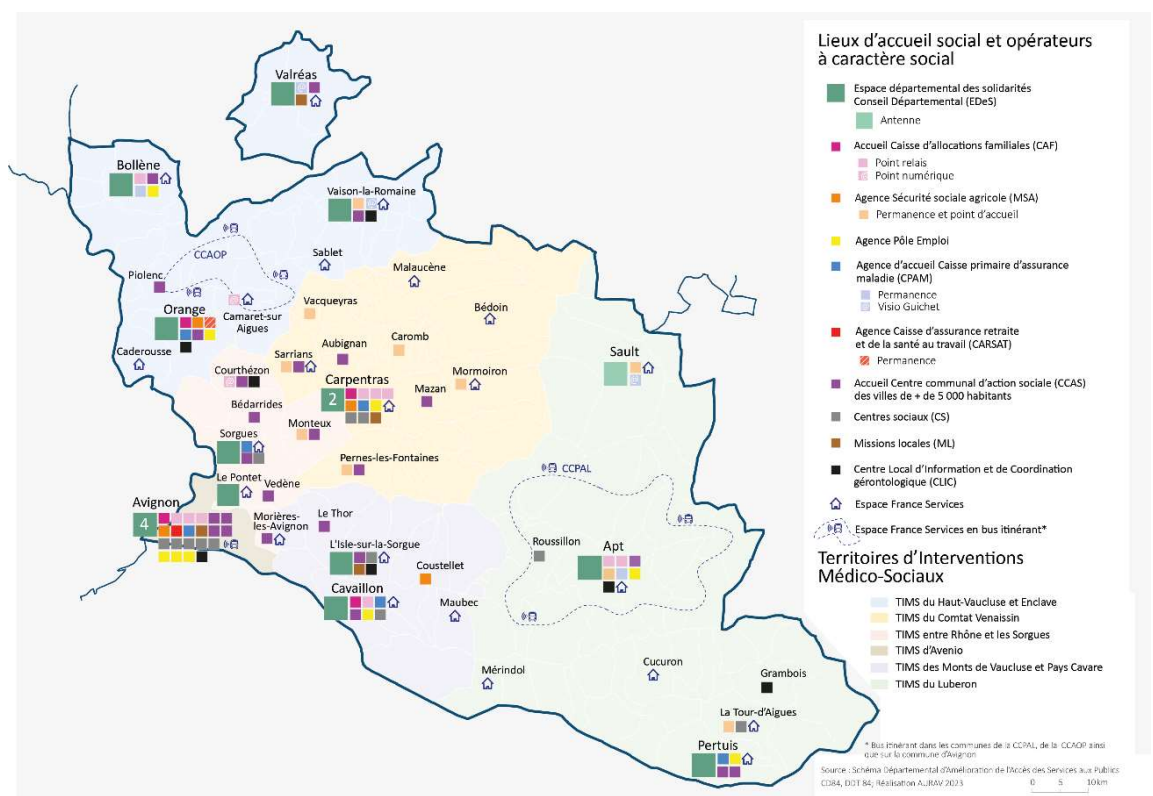 Valréas
Bollène
Vaison-la-Romaine
CCAOP
Sablet
Malaucène
Piolenc
Vacqueyras
Bédoin
Orange
Camaret-sur
Aigues
Caromb
Sault
Caderousse
Sarrians
Aubignan
Courthézon
Carpentras
2
Mormoiron
Mazan
Bédarrides
Monteux
Sorgues
Pernes-les-Fontaines
CCPAL
Le Pontet
Vedène
Avignon
4
Morières-
les-Avignon
Le Thor
L'Isle-sur-la-Sorgue
Roussillon
Apt
Coustellet
Cavaillon
Maubec
Mérindol
Cucuron
Grambois
La Tour-d'Aigues
Pertuis
Lieux d'accueil social et opérateurs
à caractère social
Espace départemental des solidarités
Conseil Départemental (EDeS)
Antenne
Accueil Caisse d'allocations familiales (CAF)
Point relais
Point numérique
Agence Sécurité sociale agricole (MSA)
Permanence et point d'accueil
Agence Pôle Emploi
Agence d'accueil Caisse primaire d'assurance
maladie (CPAM)
Permanence
Visio Guichet
Agence Caisse d'assurance retraite
et de la santé au travail (CARSAT)
Permanence
Accueil Centre communal d'action sociale (CCAS)
des villes de + de 5 000 habitants
Centres sociaux (CS)
Missions locales (ML)
Centre Local d'Information et de Coordination
gérontologique (CLIC)
Espace France Services
Espace France Services en bus itinérant*
Territoires d'Interventions
Médico-Sociaux
TIMS du Haut-Vaucluse et Enclave
TIMS du Comtat Venaissin
TIMS entre Rhône et les Sorgues
TIMS d'Avenio
TIMS des Monts de Vaucluse et Pays Cavare
TIMS du Luberon
* Bus itinérant dans les communes de la CCPAL, de la CCAOP ainsi
que sur la commune d'Avignon
Source : Schéma Départemental d'Amélioration de l'Accès des Services aux Publics
CD84, DDT 84; Réalisation AURAV 2023
0 5 10km